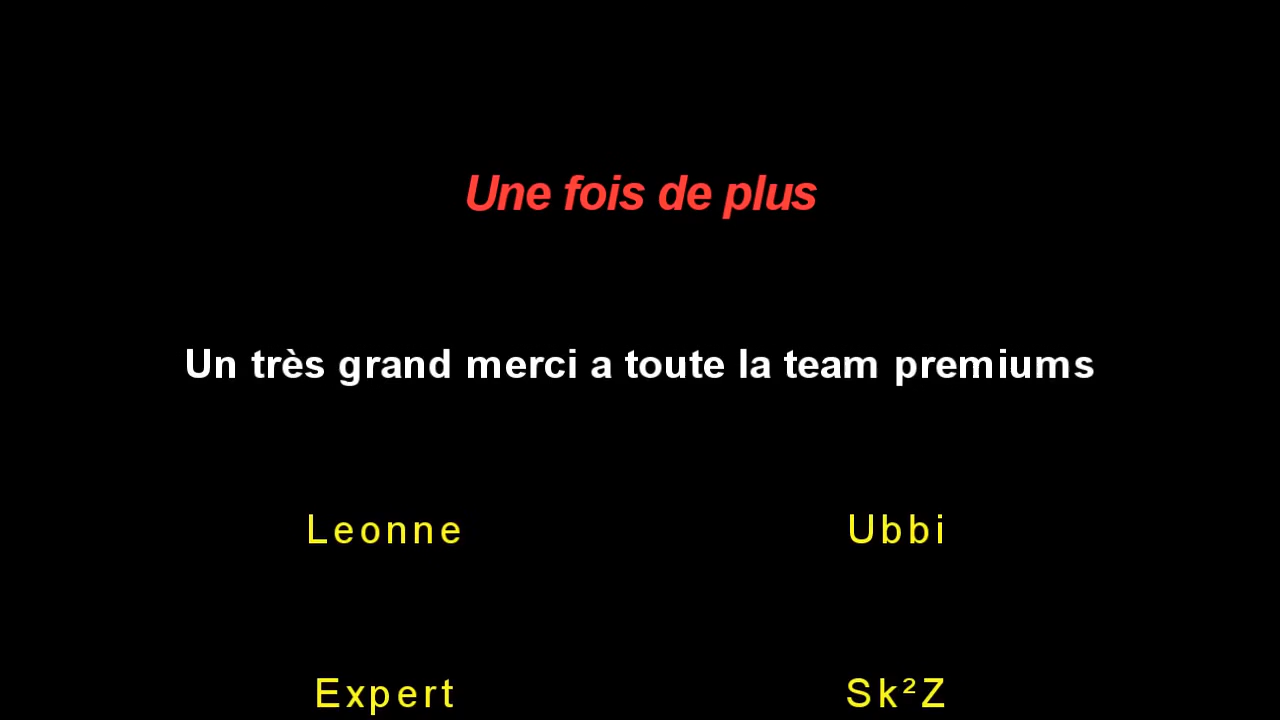 Une fois de plus
Un très grand merci a toute la team premiums
Leonne Ubbi
Expert Sk²Z